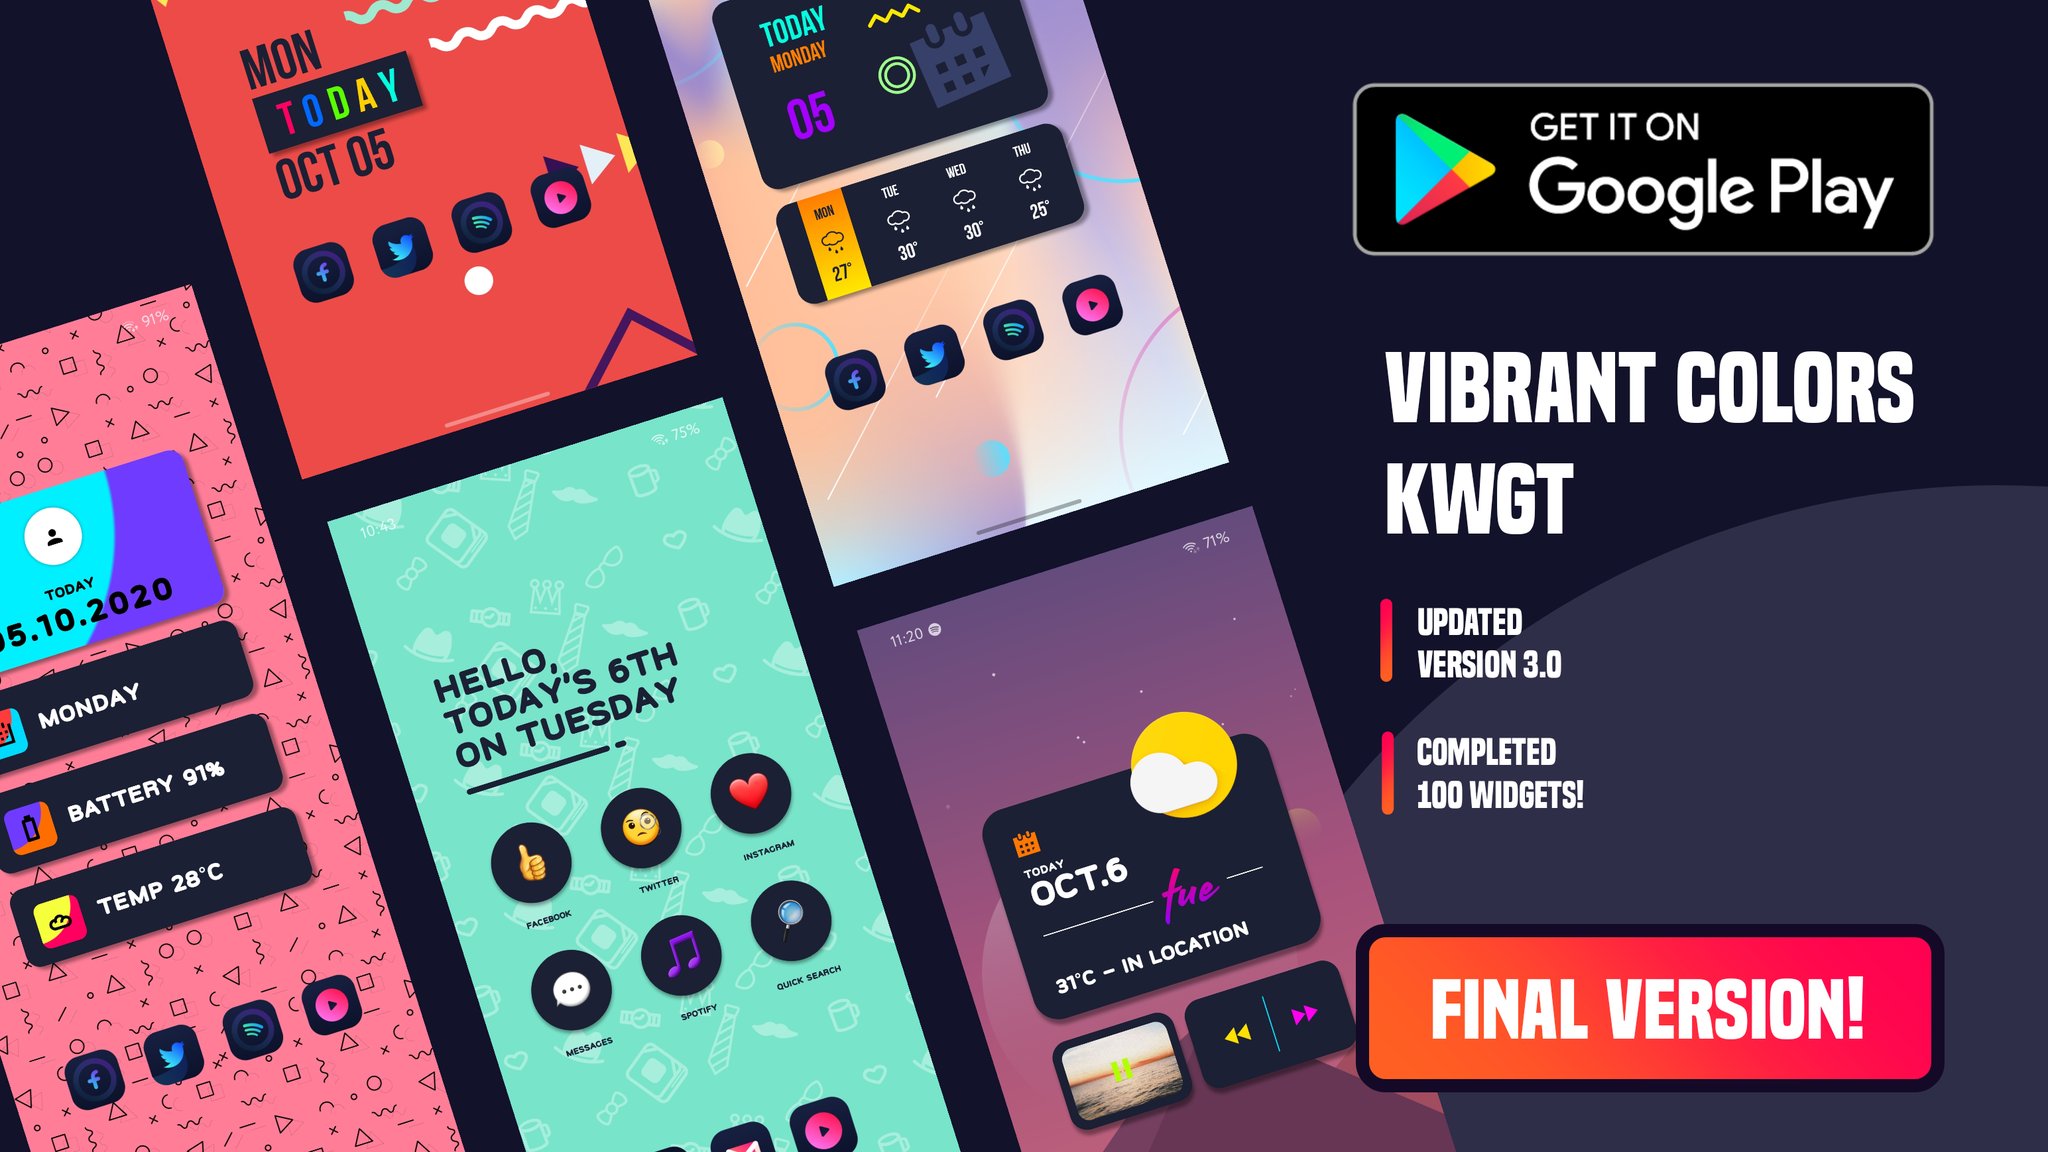 MON
TODAY
OCT 05
TODAY
MONDAY
05
MON
27°
TUE
30°
WED
30°
THU
25°
91%
TODAY
05.10.2020
MONDAY
BATTERY 91%
TEMP 28°C
10:43
75%
HELLO,
TODAY'S 6TH
ON TUESDAY
FACEBOOK
TWITTER
INSTAGRAM
MESSAGES
SPOTIFY
QUICK SEARCH
11:20
71%
TODAY
OCT.6
tue
31°C - IN LOCATION
GET IT ON
Google Play
VIBRANT COLORS
KWGT
UPDATED
VERSION 3.0
COMPLETED
100 WIDGETS!
FINAL VERSION!